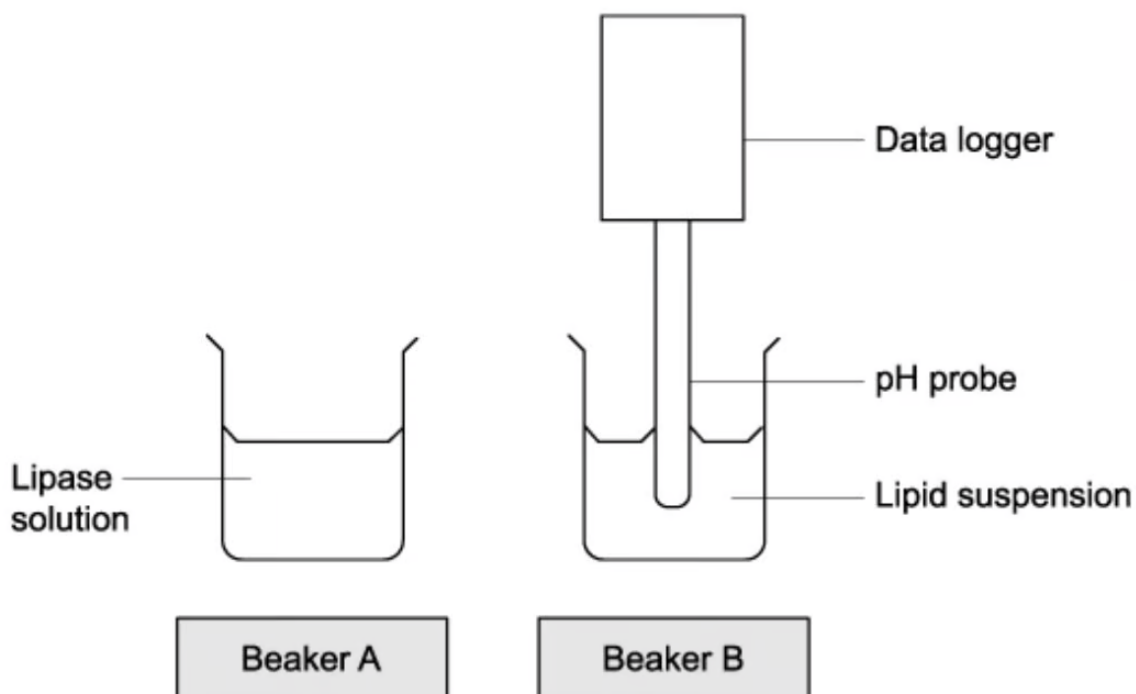 Data logger
pH probe
Lipase
solution
Lipid suspension
Beaker A
Beaker B